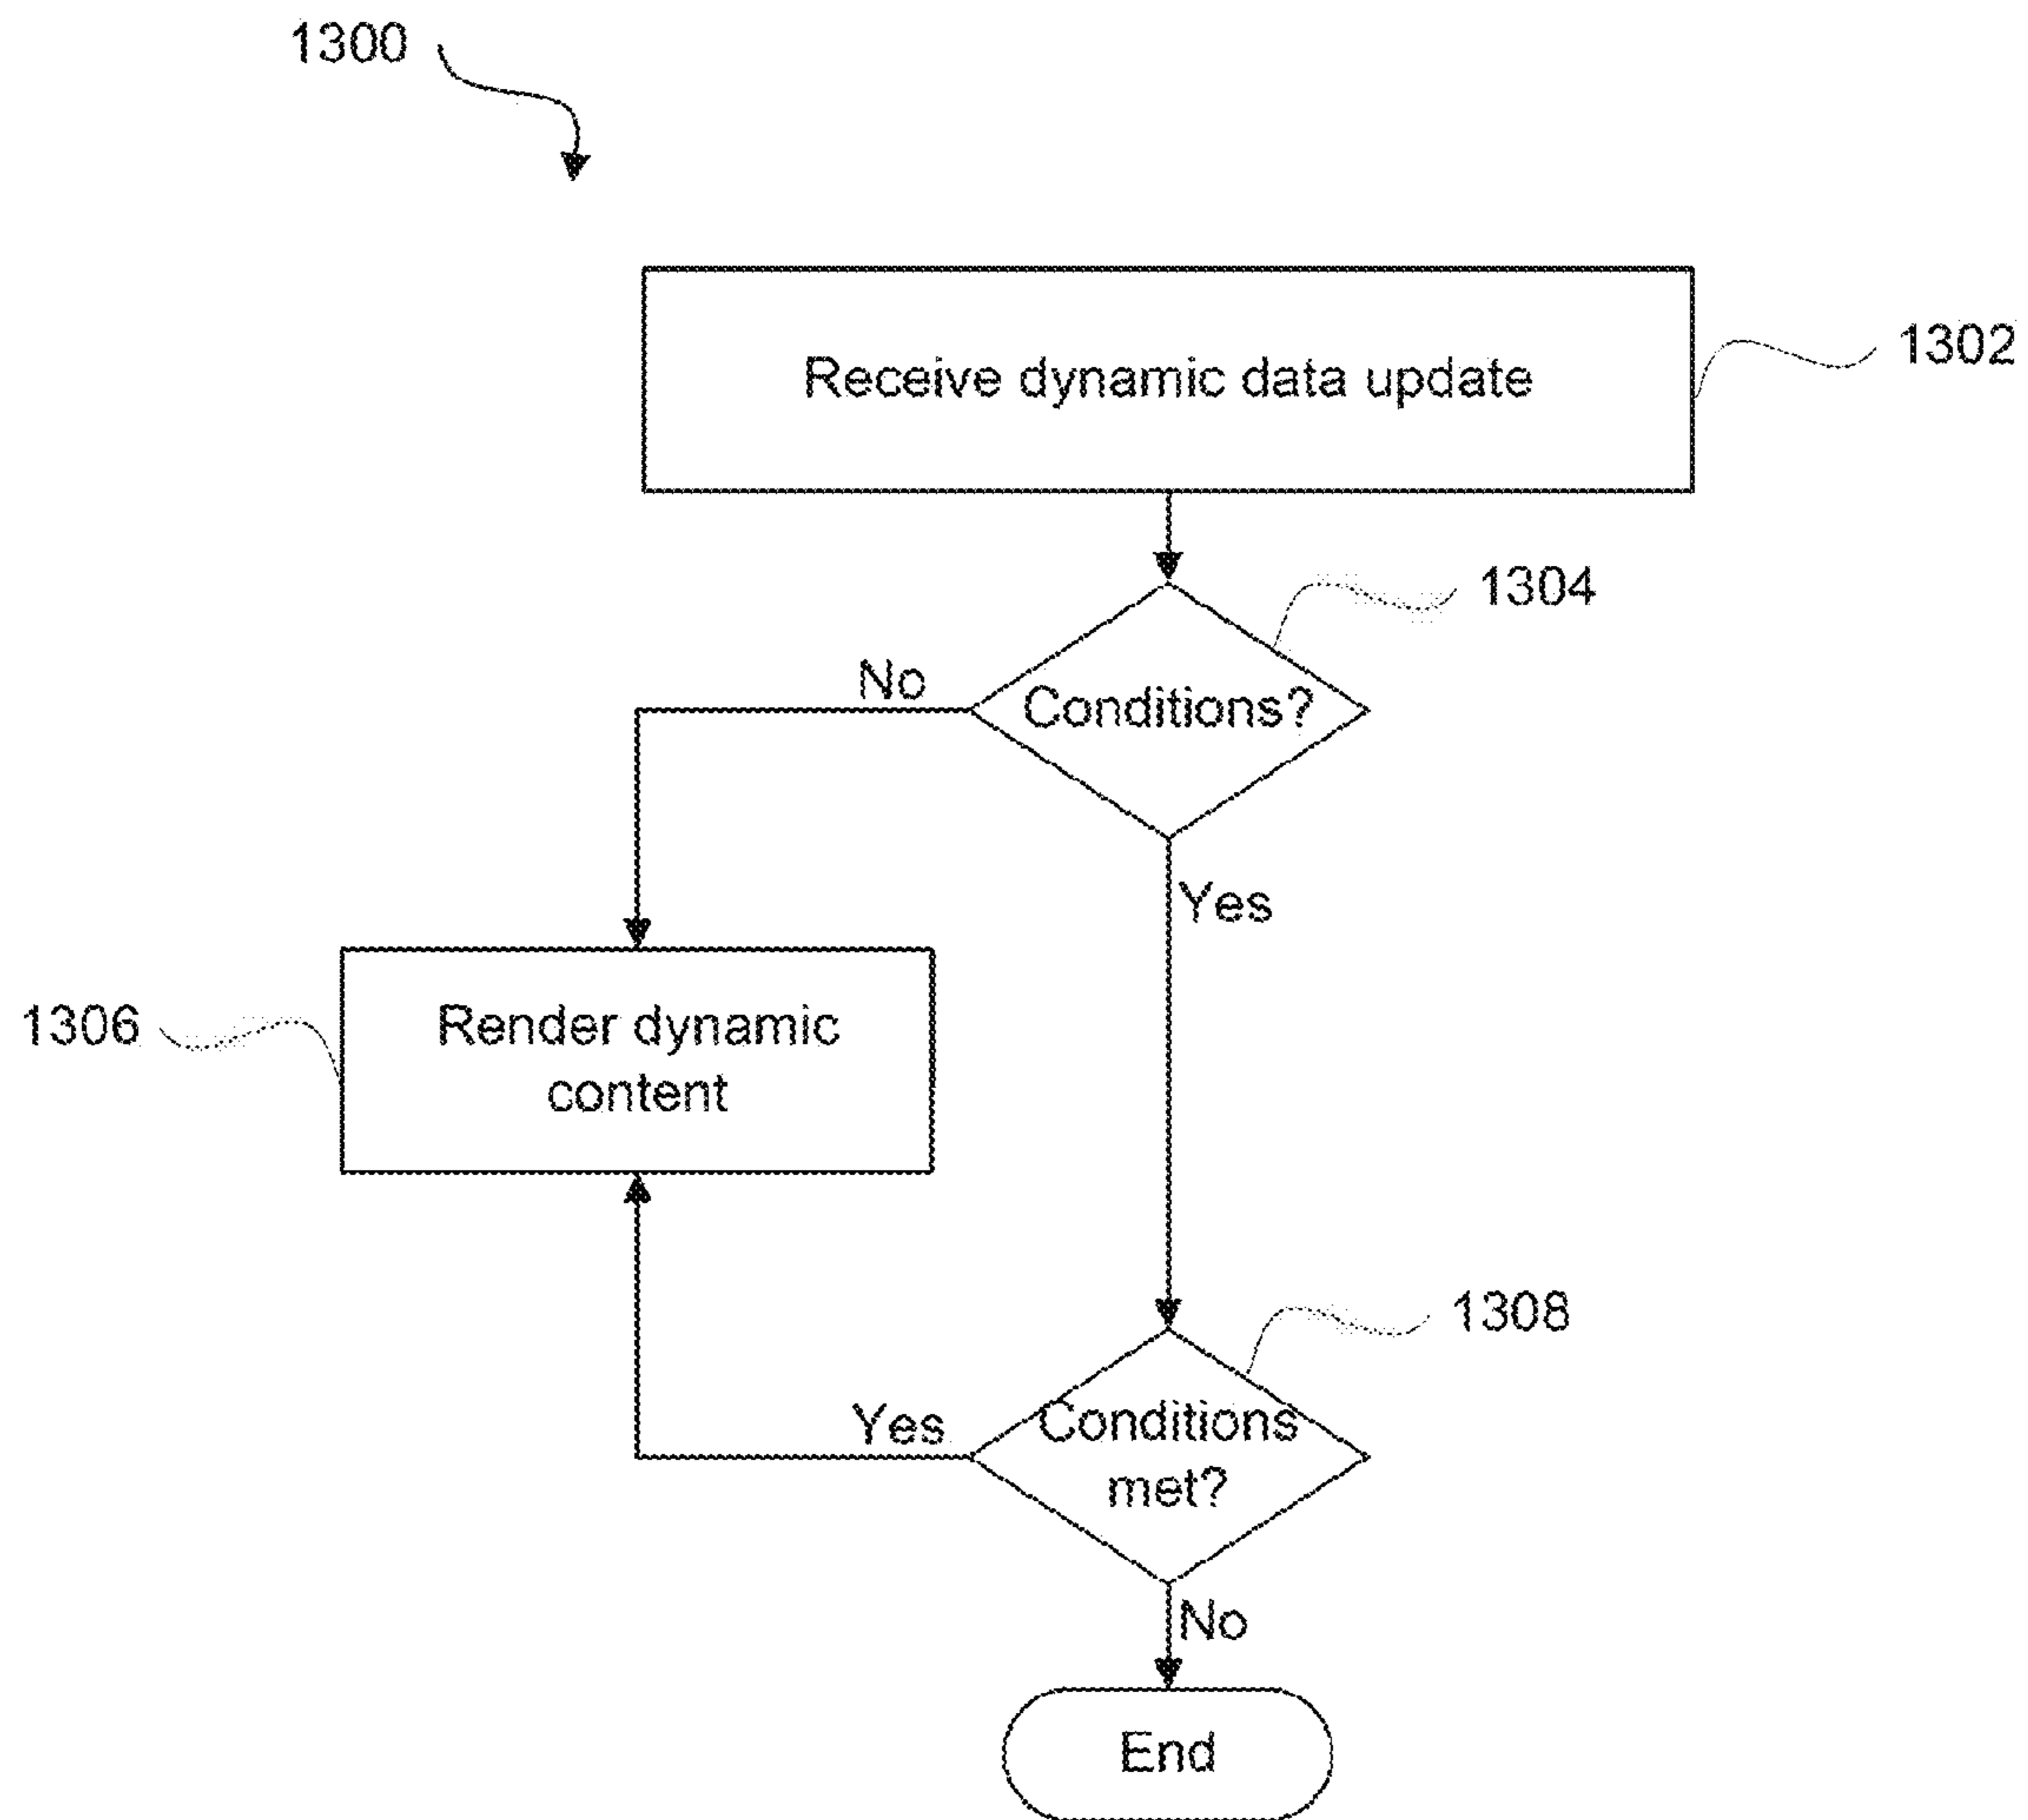 1300
Receive dynamic data update
1302
1304
Conditions?
No
Yes
1306
Render dynamic
content
1308
Conditions
met?
Yes
No
End